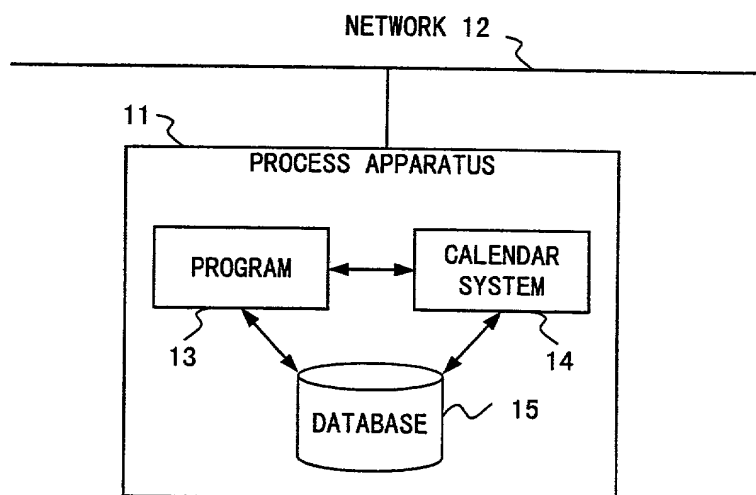 NETWORK 12
11
PROCESS APPARATUS
PROGRAM
CALENDAR
SYSTEM
13
14
DATABASE
15